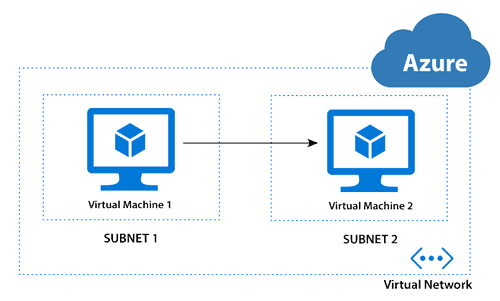 Azure
Virtual Machine 1
Virtual Machine 2
SUBNET 1
SUBNET 2
Virtual Network